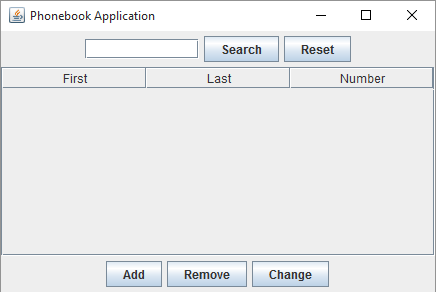 Phonebook Application
Search Reset
First Last Number
Add Remove Change